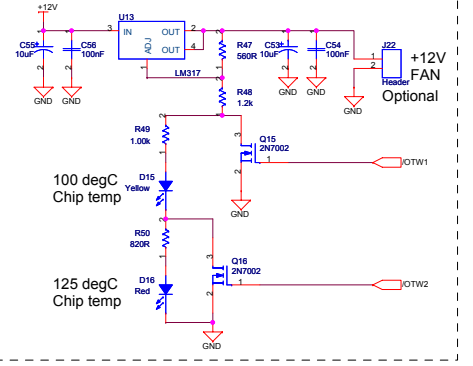 +12V
U13
C55 10uF
C56 100nF
3 IN OUT 2
OUT 4
ADJ
1
LM317
R47 560R
C53 10uF
C54 100nF
J22
1
2
Header
+12V
FAN
Optional
GND
GND
GND
GND
GND
R48
1.2k
R49
1.00k
Q15
2N7002
1
3
2
/OTW1
GND
100 degC
Chip temp
D15
Yellow
R50
820R
Q16
2N7002
1
3
2
/OTW2
125 degC
Chip temp
D16
Red
GND